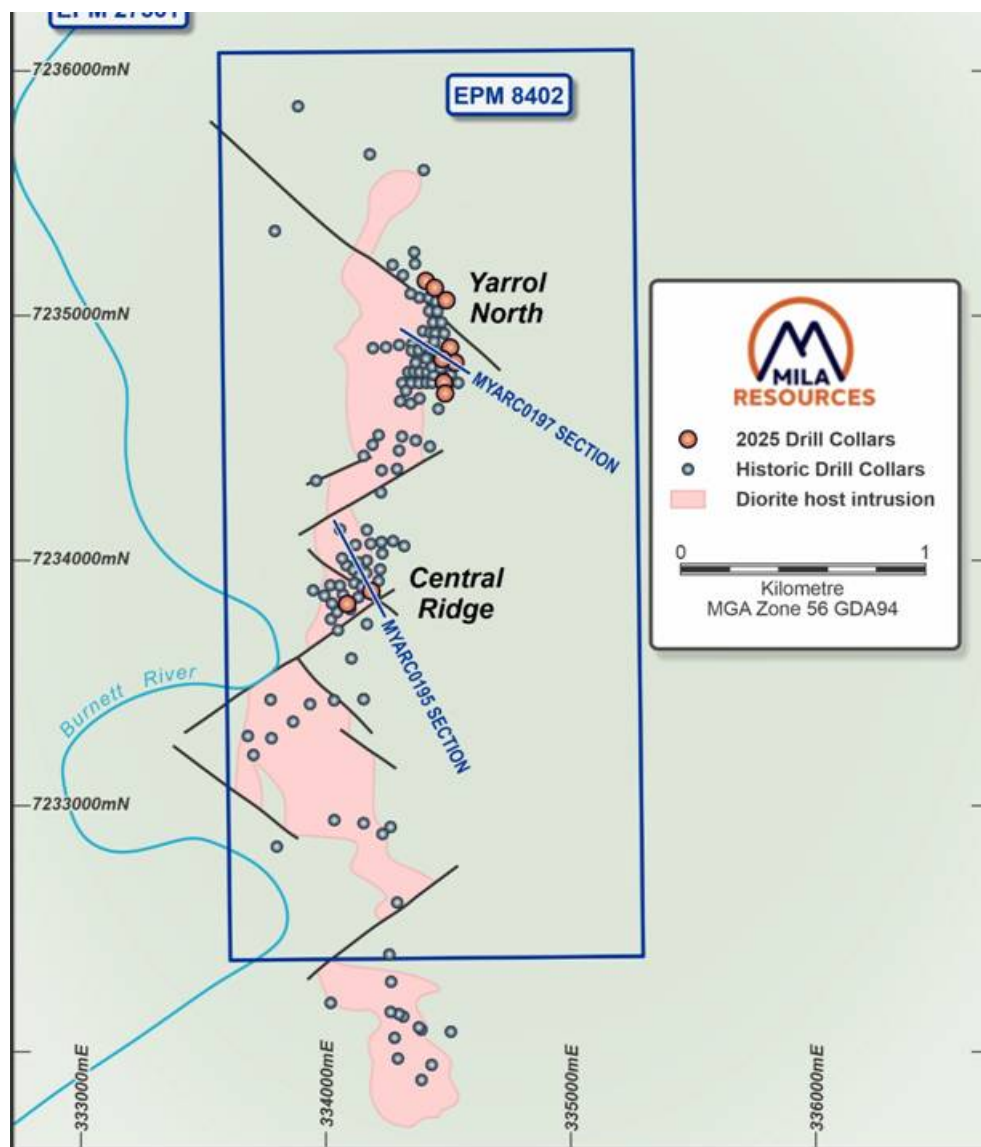 EPM 27301
7236000mN
EPM 8402
Yarrol
North
7235000mN
MYARC0197 SECTION
MILA
RESOURCES
2025 Drill Collars
Historic Drill Collars
Diorite host intrusion
0 1
Kilometre
MGA Zone 56 GDA94
7234000mN
Central
Ridge
MYARC0195 SECTION
Burnett River
7233000mN
333000mE
334000mE
335000mE
336000mE